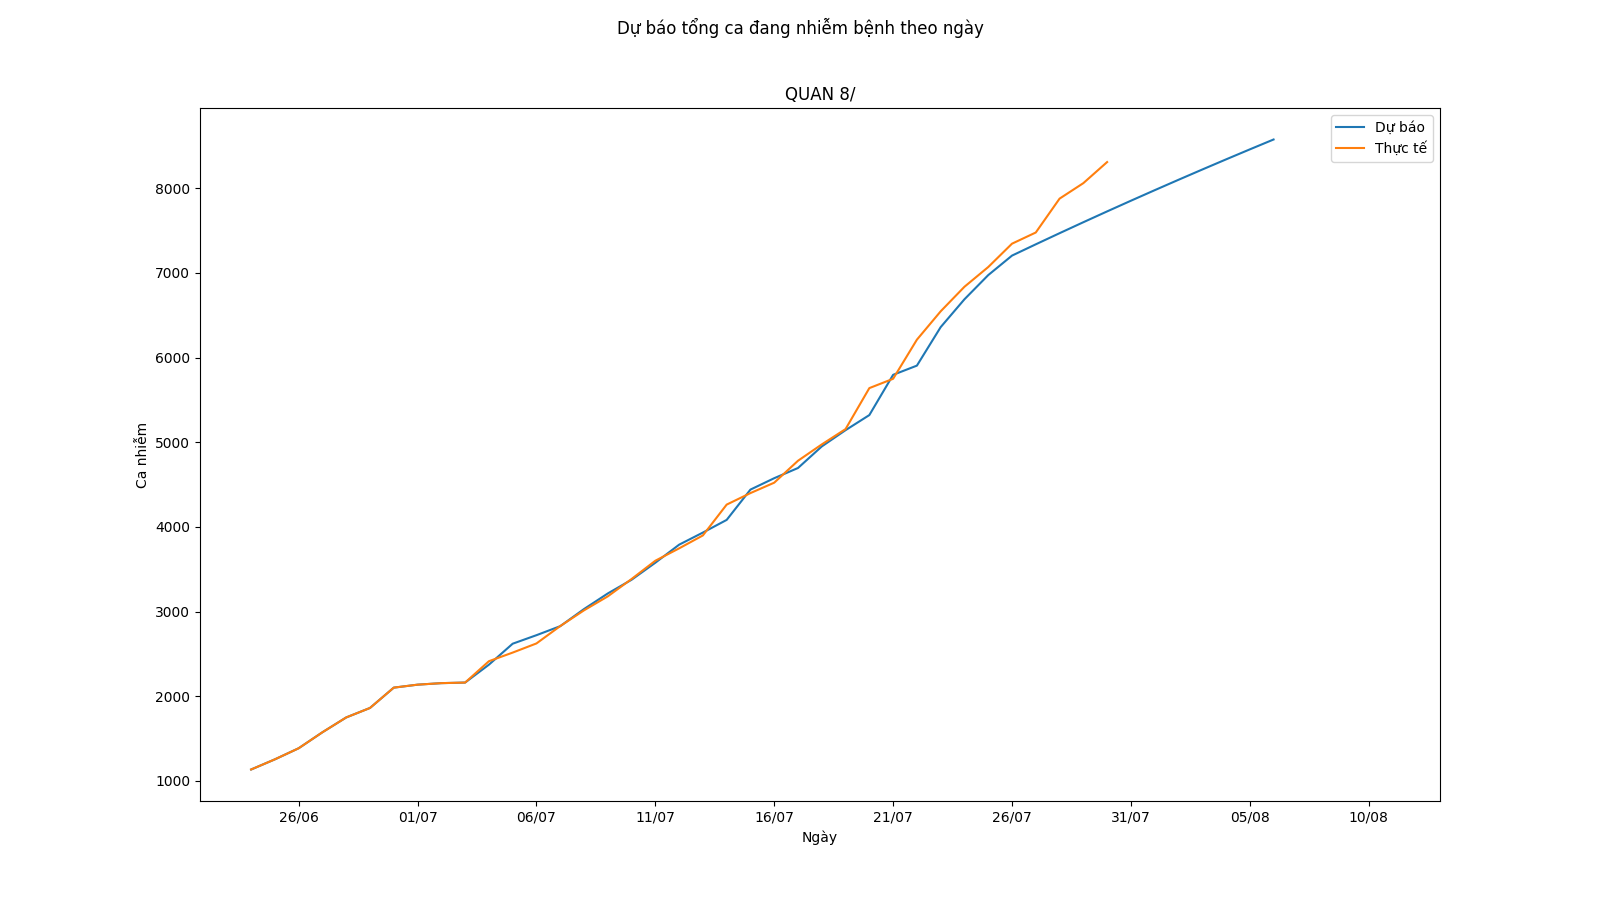 Dự báo tổng ca đang nhiễm bệnh theo ngày
QUAN 8/
Dự báo
Thực tế
8000
7000
6000
5000
4000
3000
2000
1000
Ca nhiễm
26/06 01/07 06/07 11/07 16/07 21/07 26/07 31/07 05/08 10/08
Ngày